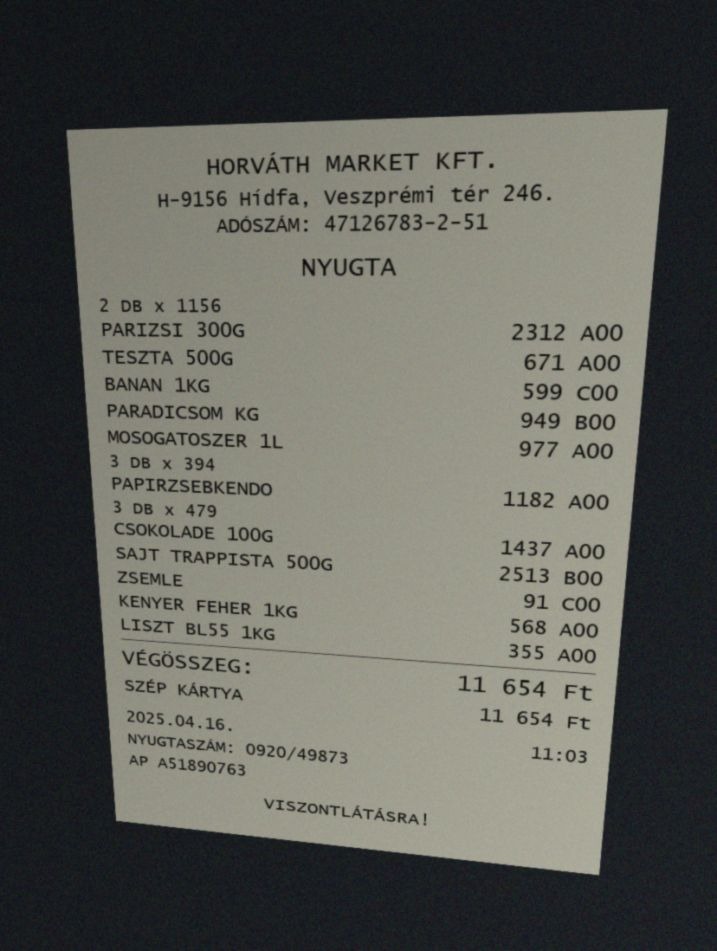 HORVÁTH MARKET KFT.
H-9156 Hídfa, Veszprémi tér 246.
ADÓSZÁM: 47126783-2-51
NYUGTA
2 DB x 1156
PARIZSI 300G 2312 A00
TESZTA 500G 671 A00
BANAN 1KG 599 C00
PARADICSOM KG 949 B00
MOSOGATOSZER 1L 977 A00
3 DB x 394
PAPIRZSEBKENDO 1182 A00
3 DB x 479
CSOKOLADE 100G 1437 A00
SAJT TRAPPISTA 500G 2513 B00
ZSEMLE 91 C00
KENYER FEHER 1KG 568 A00
LISZT BL55 1KG 355 A00
VÉGÖSSZEG: 11 654 Ft
SZÉP KÁRTYA 11 654 Ft
2025.04.16. 11:03
NYUGTASZÁM: 0920/49873
AP A51890763
VISZONTLÁTÁSRA!